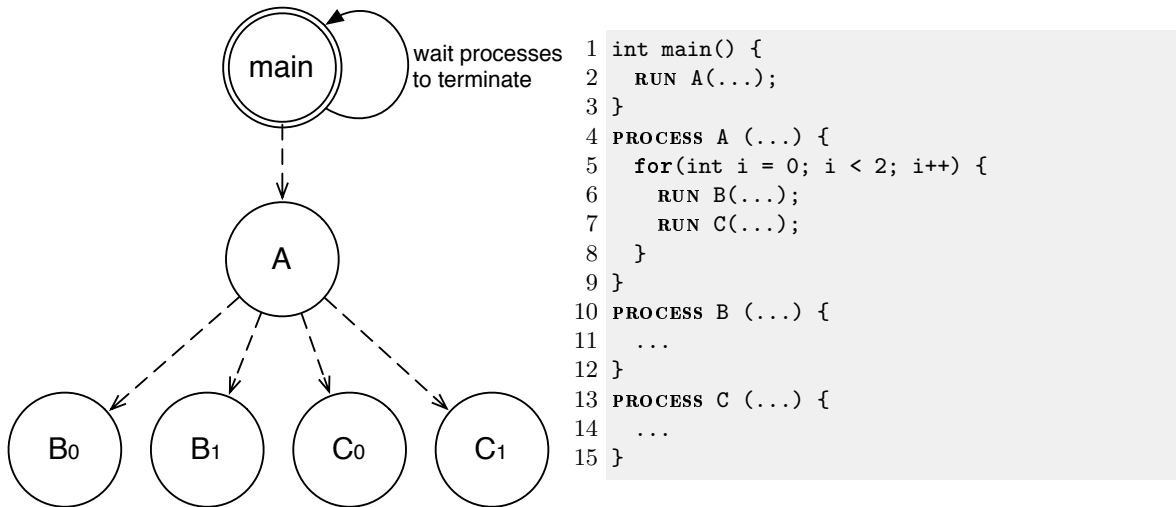 main
wait processes
to terminate
A
B0
B1
C0
C1
1 int main() {
2 RUN A(...);
3 }
4 PROCESS A (...) {
5 for(int i = 0; i < 2; i++) {
6 RUN B(...);
7 RUN C(...);
8 }
9 }
10 PROCESS B (...) {
11 ...
12 }
13 PROCESS C (...) {
14 ...
15 }